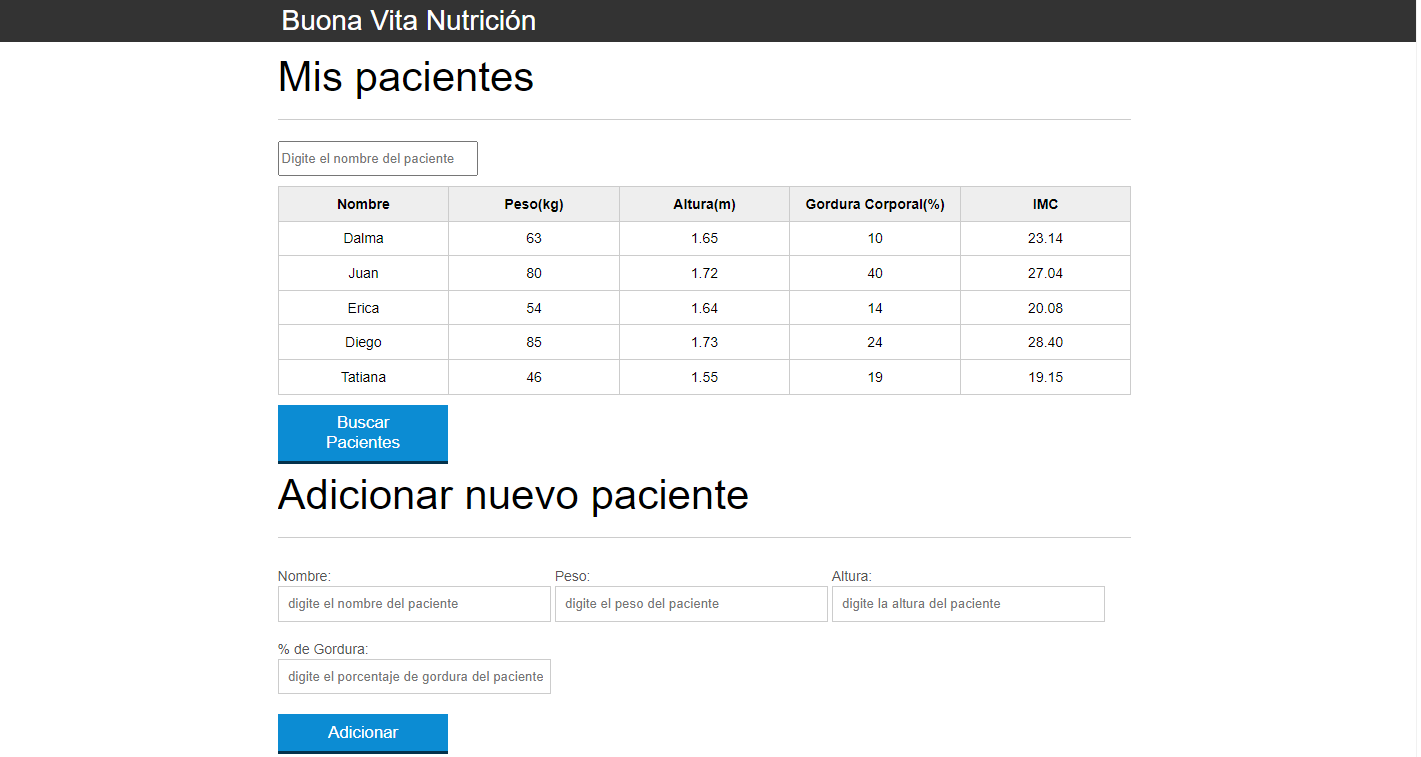 Buona Vita Nutrición
Mis pacientes
Digite el nombre del paciente
Nombre Peso(kg) Altura(m) Gordura Corporal(%) IMC
Dalma 63 1.65 10 23.14
Juan 80 1.72 40 27.04
Erica 54 1.64 14 20.08
Diego 85 1.73 24 28.40
Tatiana 46 1.55 19 19.15
Buscar
Pacientes
Adicionar nuevo paciente
Nombre: Peso: Altura:
digite el nombre del paciente digite el peso del paciente digite la altura del paciente
% de Gordura:
digite el porcentaje de gordura del paciente
Adicionar